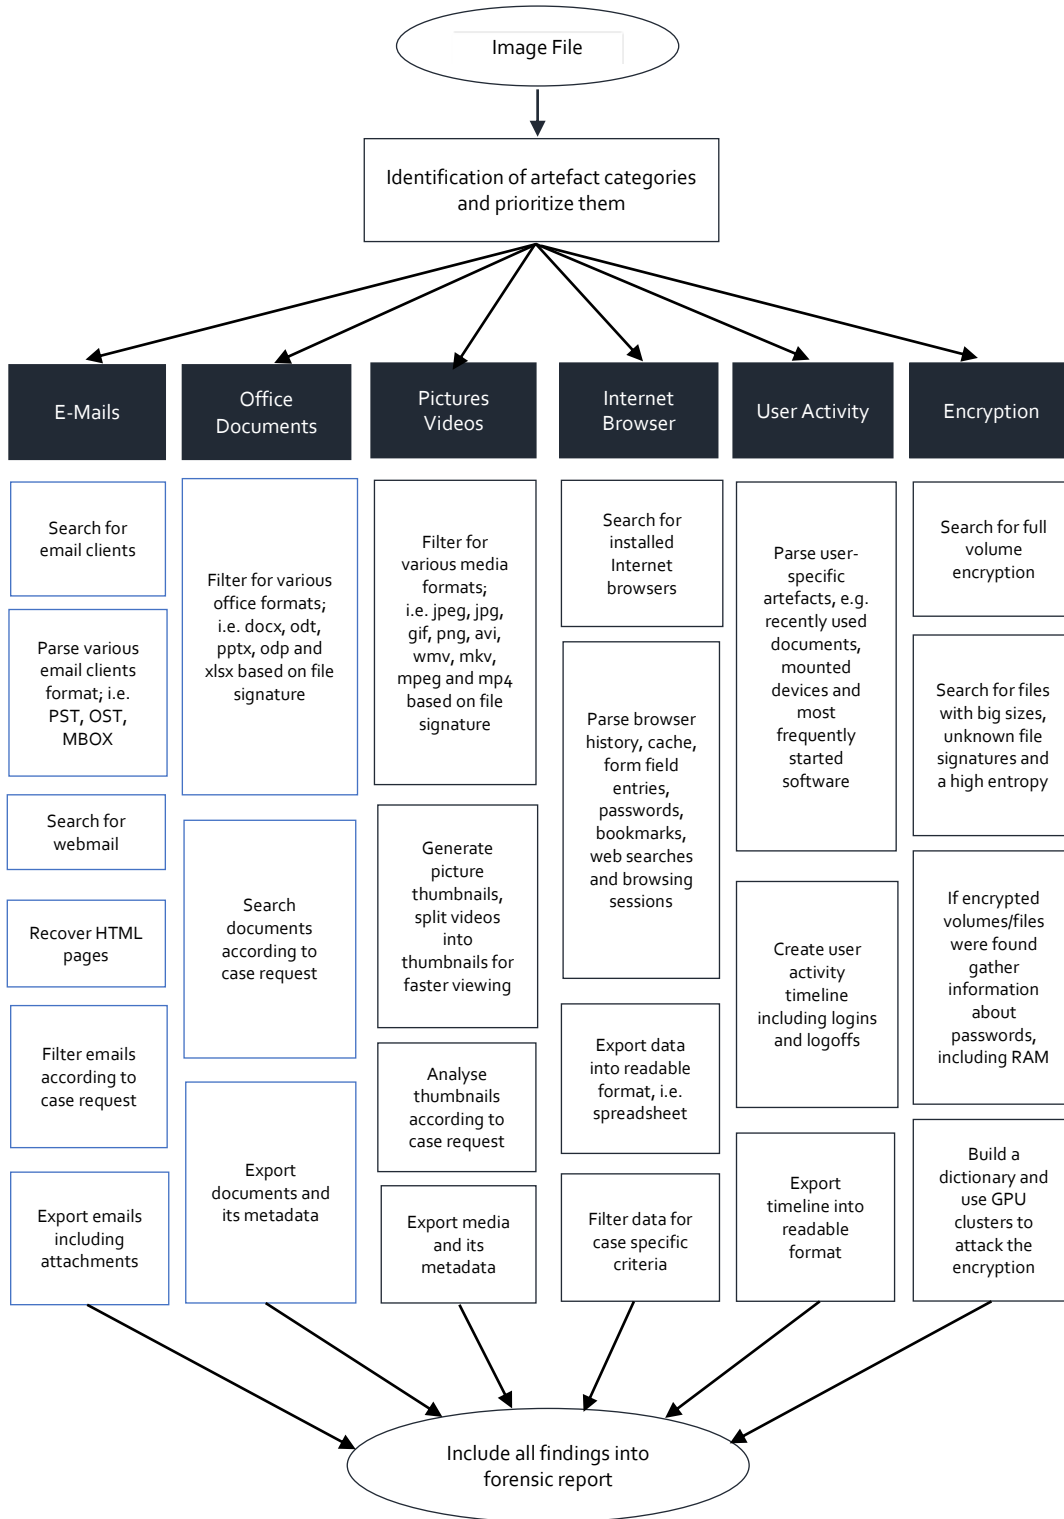 Image File
Identification of artefact categories
and prioritize them
E-Mails
Office
Documents
Pictures
Videos
Internet
Browser
User Activity
Encryption
Search for
email clients
Parse various
email clients
format; i.e.
PST, OST,
MBOX
Search for
webmail
Recover HTML
pages
Filter emails
according to
case request
Export emails
including
attachments
Filter for various
office formats;
i.e. docx, odt,
pptx, odp and
xlsx based on file
signature
Search
documents
according to
case request
Export
documents and
its metadata
Filter for
various media
formats;
i.e. jpeg, jpg,
gif, png, avi,
wmv, mkv,
mpeg and mp4
based on file
signature
Generate
picture
thumbnails,
split videos
into
thumbnails for
faster viewing
Analyse
thumbnails
according to
case request
Export media
and its
metadata
Search for
installed
Internet
browsers
Parse browser
history, cache,
form field
entries,
passwords,
bookmarks,
web searches
and browsing
sessions
Export data
into readable
format, i.e.
spreadsheet
Filter data for
case specific
criteria
Parse user-
specific
artefacts, e.g.
recently used
documents,
mounted
devices and
most
frequently
started
software
Create user
activity
timeline
including logins
and logoffs
Export
timeline into
readable
format
Search for full
volume
encryption
Search for files
with big sizes,
unknown file
signatures and
a high entropy
If encrypted
volumes/files
were found
gather
information
about
passwords,
including RAM
Build a
dictionary and
use GPU
clusters to
attack the
encryption
Include all findings into
forensic report